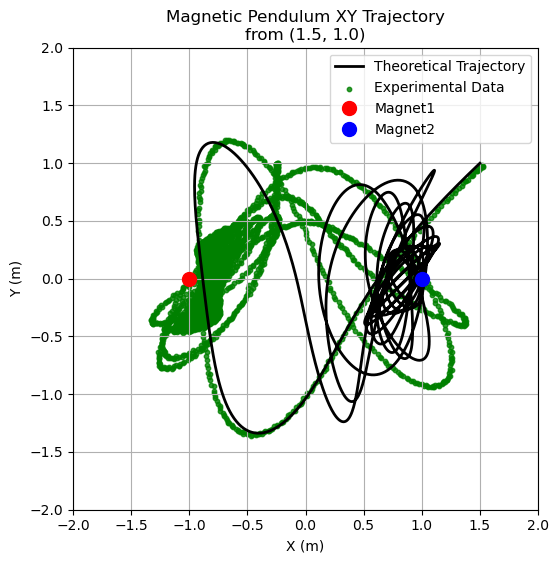 Magnetic Pendulum XY Trajectory
from (1.5, 1.0)
Theoretical Trajectory
Experimental Data
Magnet1
Magnet2
2.0
1.5
1.0
0.5
0.0
−0.5
−1.0
−1.5
−2.0
Y (m)
−2.0 −1.5 −1.0 −0.5 0.0 0.5 1.0 1.5 2.0
X (m)